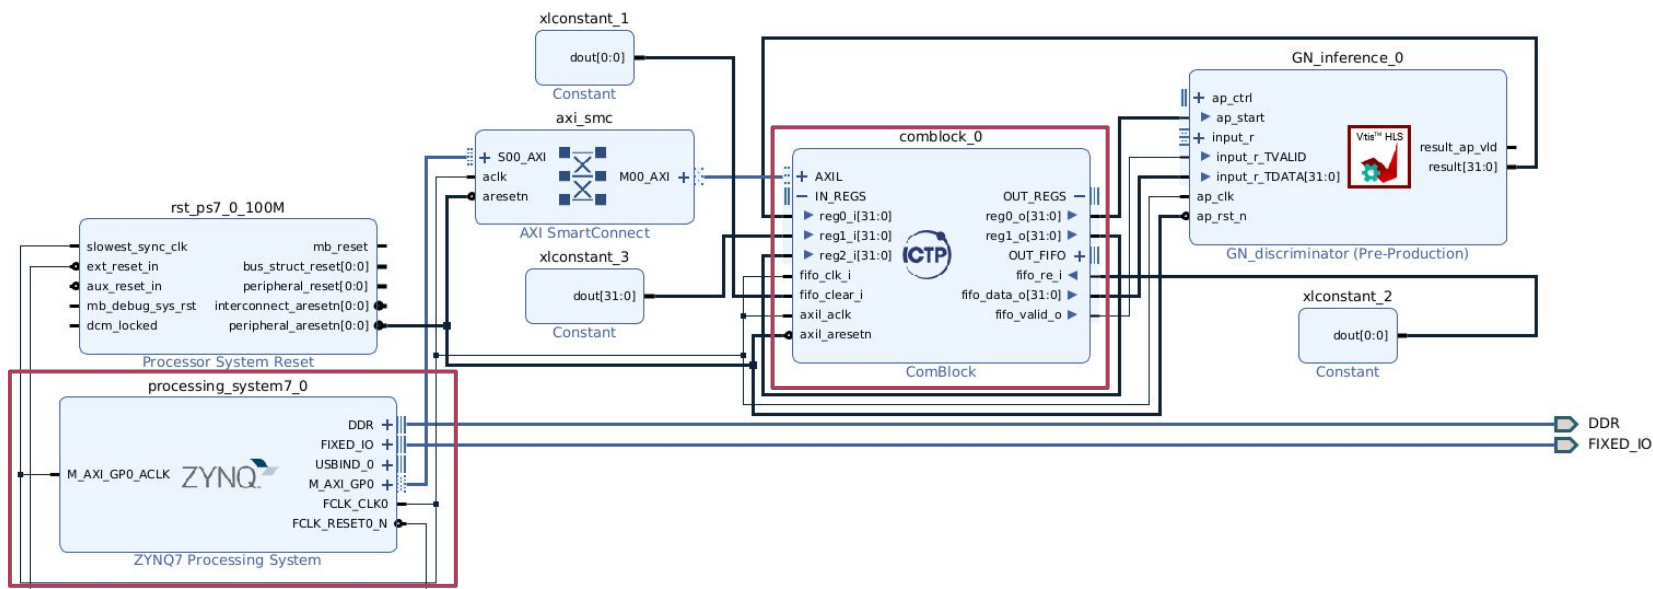 xlconstant_1
dout[0:0]
Constant
axi_smc
S00_AXI
aclk
aresetn
M00_AXI
AXI SmartConnect
xlconstant_3
dout[31:0]
Constant
rst_ps7_0_100M
slowest_sync_clk
ext_reset_in
aux_reset_in
mb_debug_sys_rst
dcm_locked
mb_reset
bus_struct_reset[0:0]
peripheral_reset[0:0]
interconnect_aresetn[0:0]
peripheral_aresetn[0:0]
Processor System Reset
processing_system7_0
M_AXI_GP0_ACLK
ZYNQ
DDR
FIXED_IO
USBIND_0
M_AXI_GP0
FCLK_CLK0
FCLK_RESET0_N
ZYNQ7 Processing System
comblock_0
AXIL
IN_REGS
reg0_i[31:0]
reg1_i[31:0]
reg2_i[31:0]
fifo_clk_i
fifo_clear_i
axil_aclk
axil_aresetn
ICTP
OUT_REGS
reg0_o[31:0]
reg1_o[31:0]
OUT_FIFO
fifo_re_i
fifo_data_o[31:0]
fifo_valid_o
ComBlock
GN_inference_0
ap_ctrl
ap_start
input_r
input_r_TVALID
input_r_TDATA[31:0]
ap_clk
ap_rst_n
Vitis™ HLS
result_ap_vld
result[31:0]
GN_discriminator (Pre-Production)
xlconstant_2
dout[0:0]
Constant
DDR
FIXED_IO